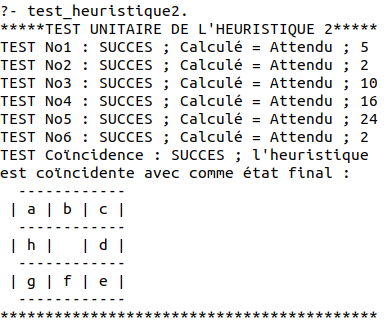 ?- test_heuristique2.
*****TEST UNITAIRE DE L'HEURISTIQUE 2*****
TEST No1 : SUCCES ; Calculé = Attendu ; 5
TEST No2 : SUCCES ; Calculé = Attendu ; 2
TEST No3 : SUCCES ; Calculé = Attendu ; 10
TEST No4 : SUCCES ; Calculé = Attendu ; 16
TEST No5 : SUCCES ; Calculé = Attendu ; 24
TEST No6 : SUCCES ; Calculé = Attendu ; 2
TEST Coïncidence : SUCCES ; l'heuristique
est coïncidente avec comme état final :
  ------------
 | a | b | c |
  ------------
 | h |   | d |
  ------------
 | g | f | e |
  ------------
******************************************